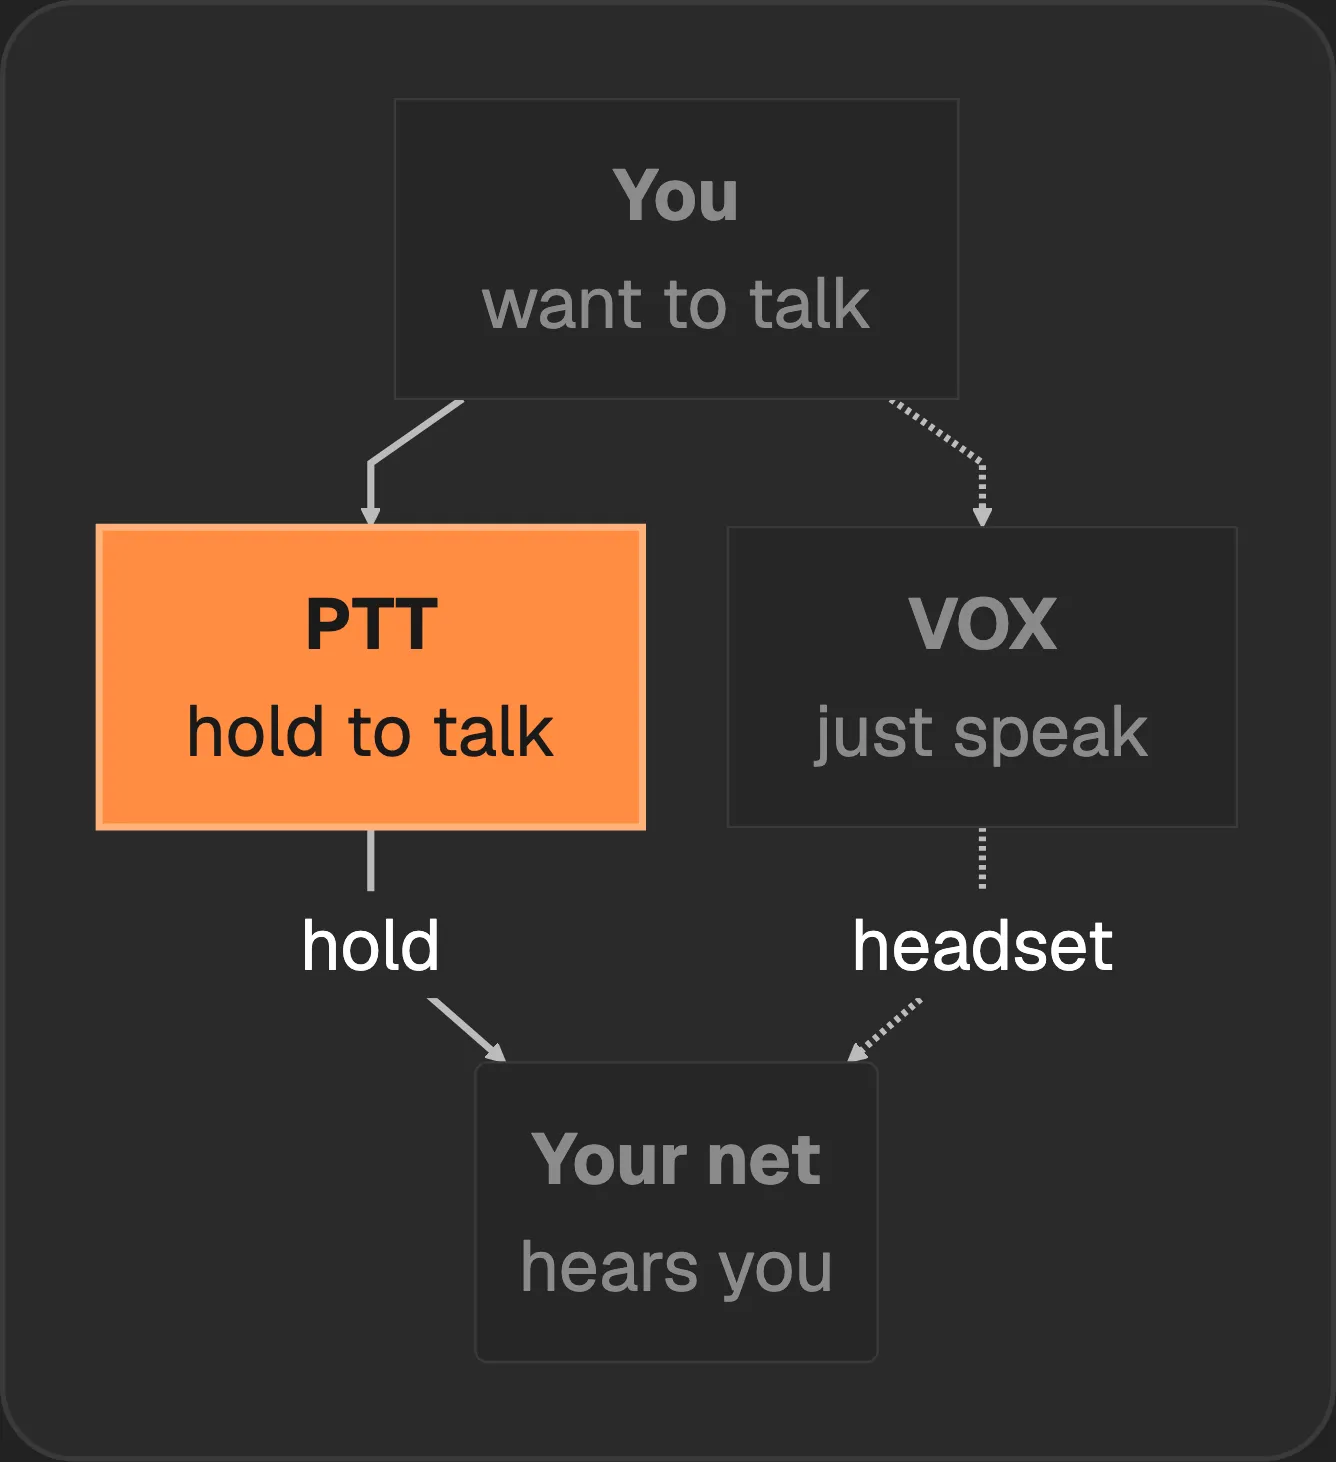 You
want to talk
PTT
hold to talk
VOX
just speak
hold
headset
Your net
hears you